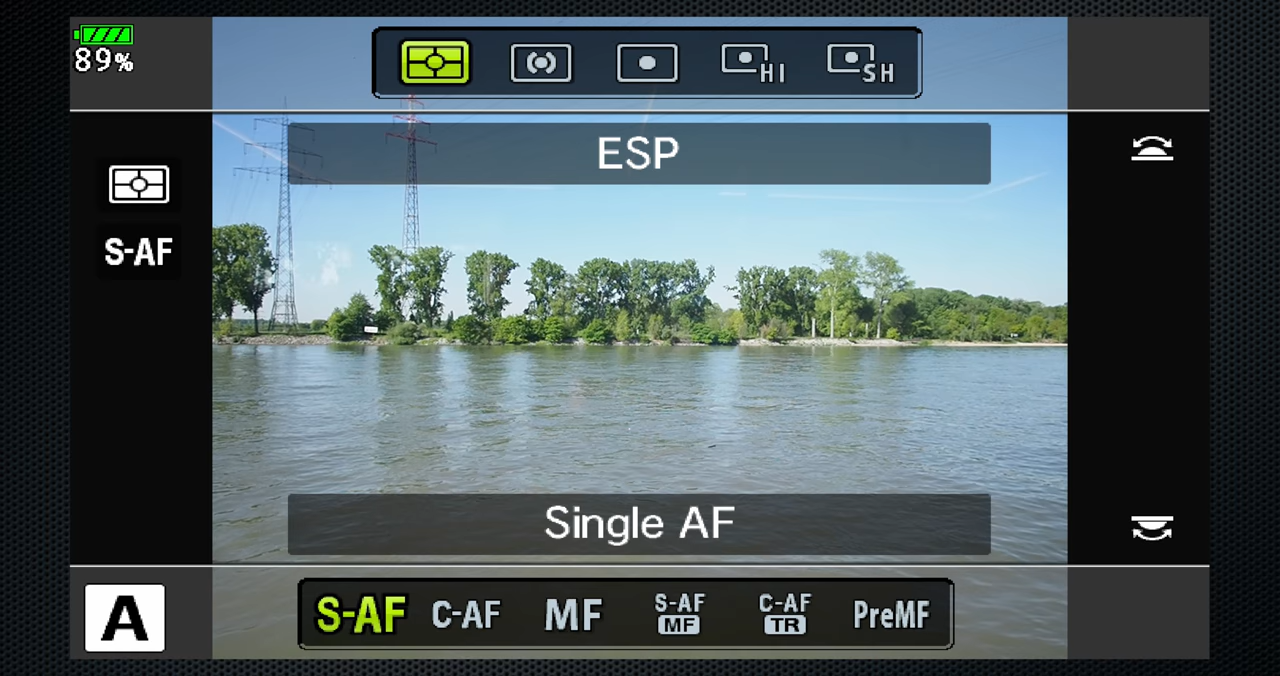 89%
HI
SH
ESP
S-AF
Single AF
A
S-AF C-AF MF S-AF MF C-AF TR PreMF